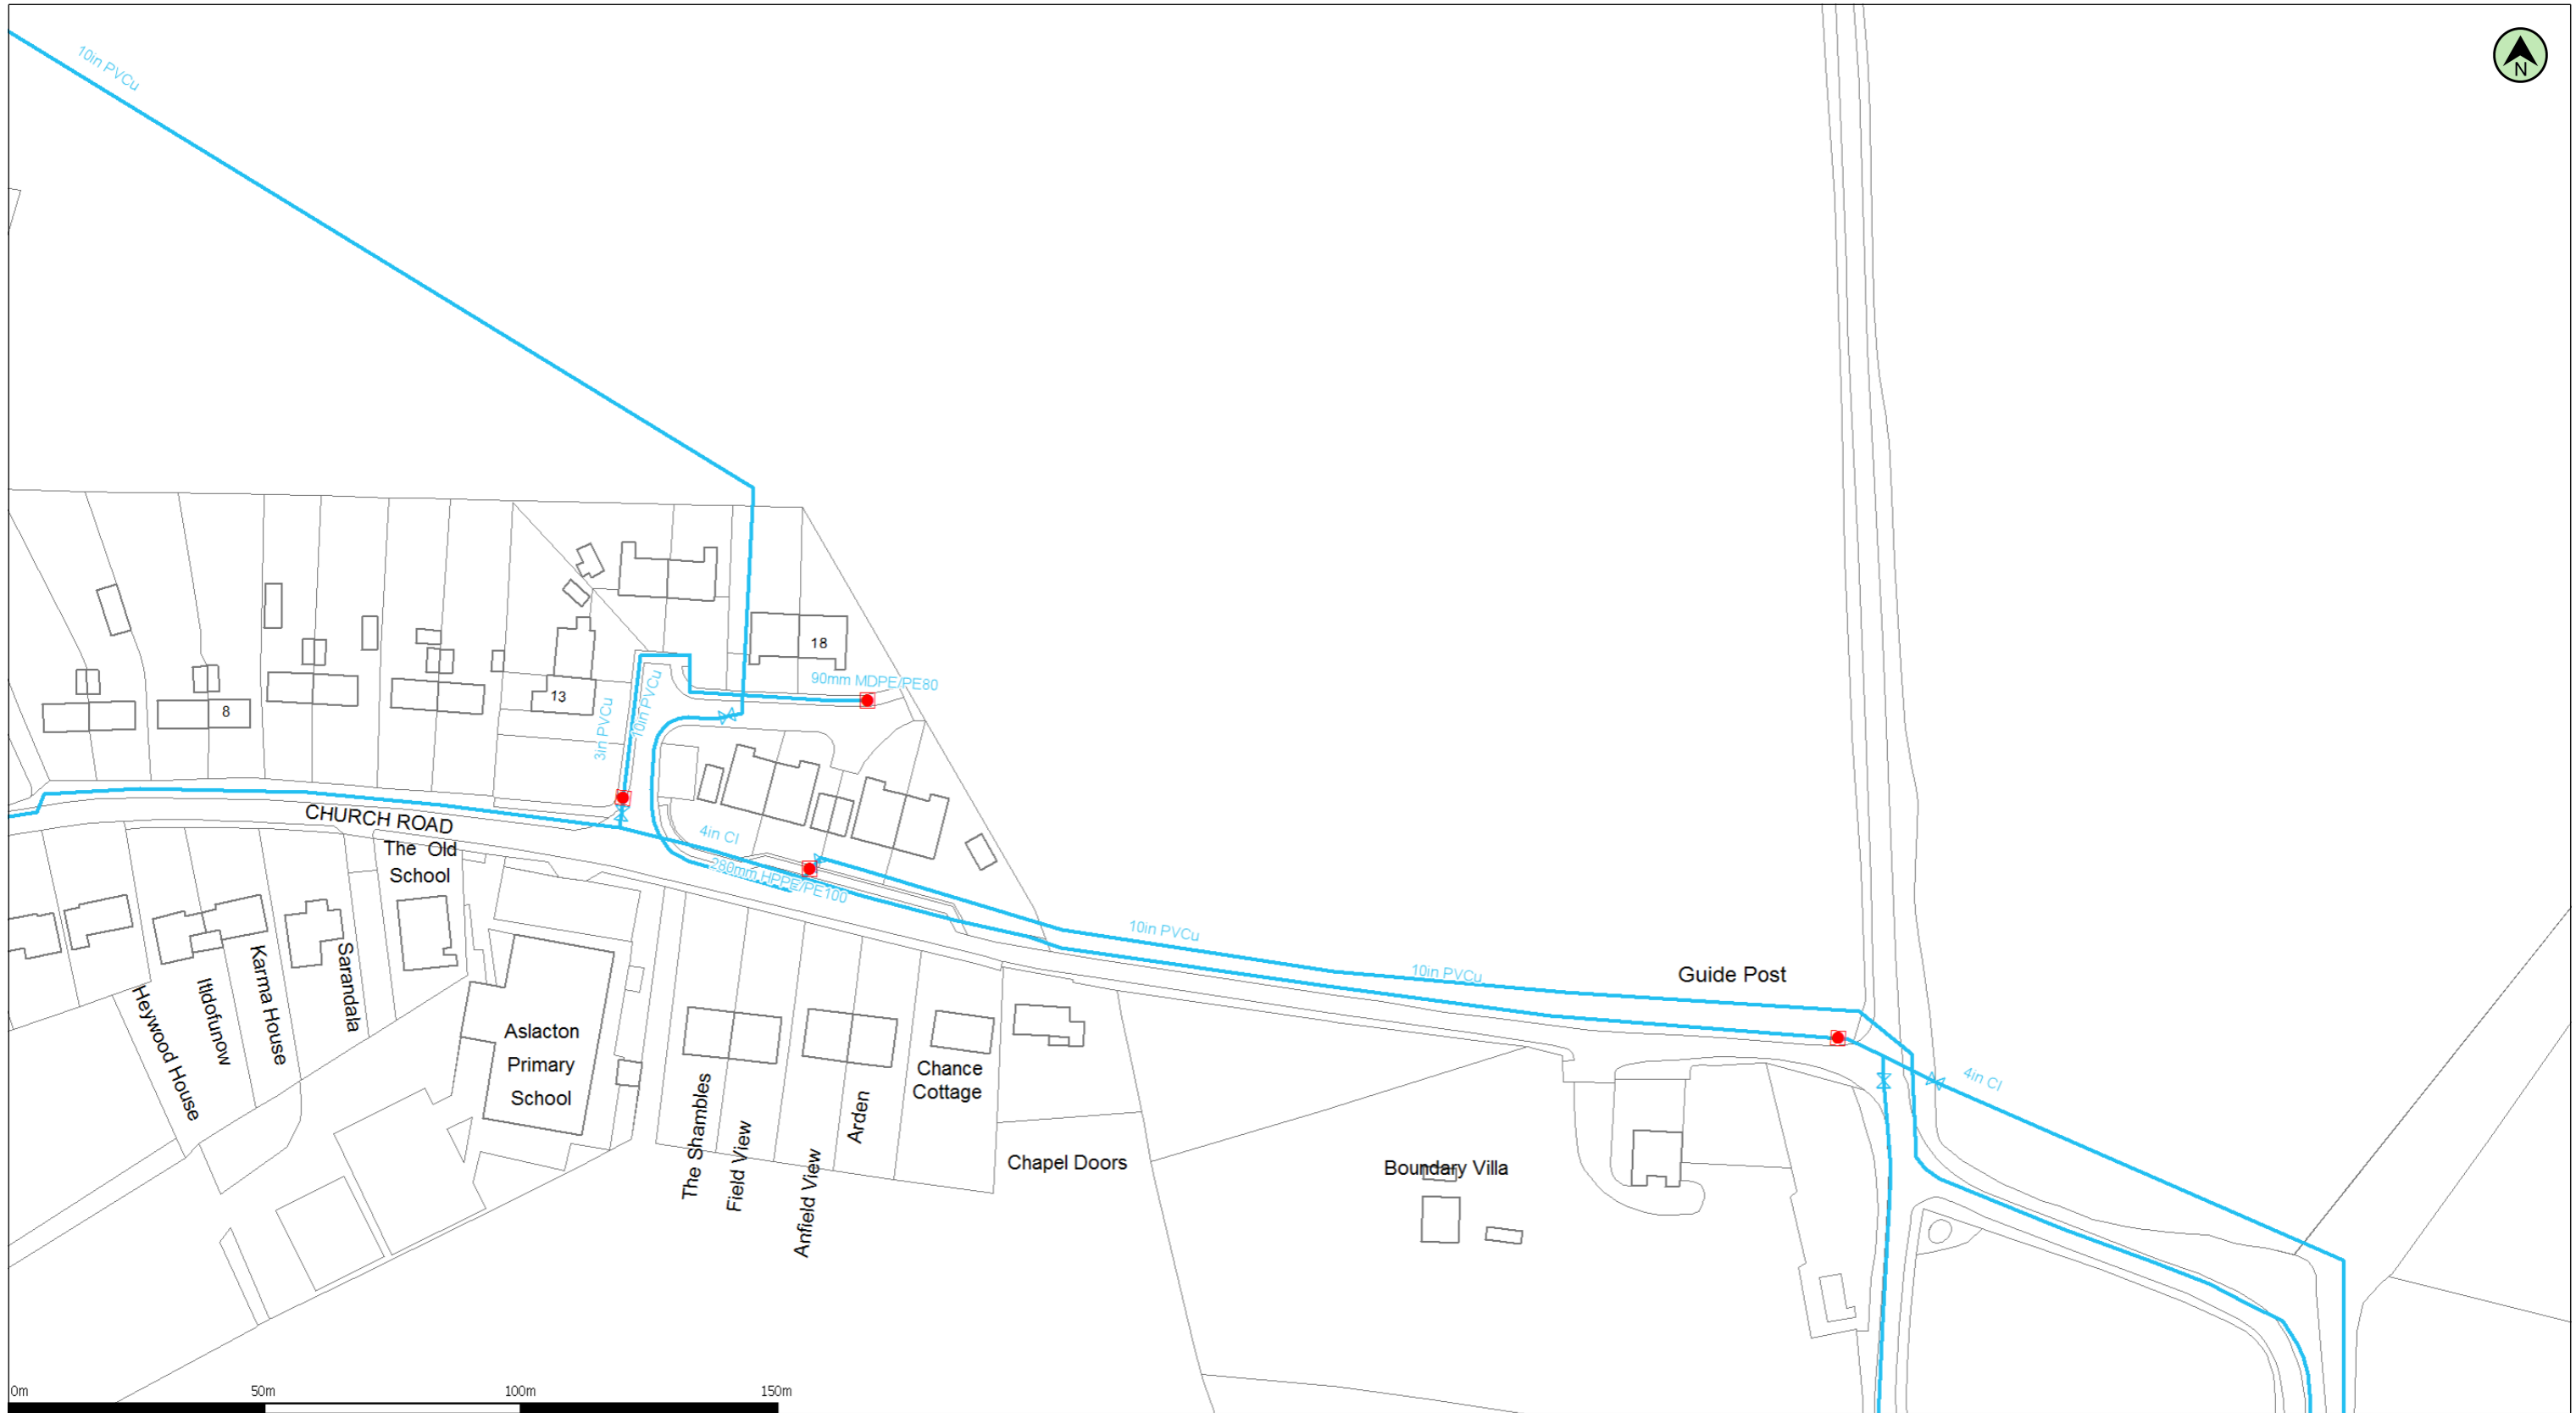 10in PVCu
N
18
90mm MDPE/PE80
13
8
3in PVCu
10in PVCu
CHURCH ROAD
4in CI
The Old
School
280mm HPPE/PE100
10in PVCu
10in PVCu
Guide Post
Heywood House
Itldofunow
Karma House
Sarandala
Aslacton
Primary
School
Chance
Cottage
4in CI
The Shambles
Field View
Anfield View
Arden
Chapel Doors
Boundary Villa
0m
50m
100m
150m